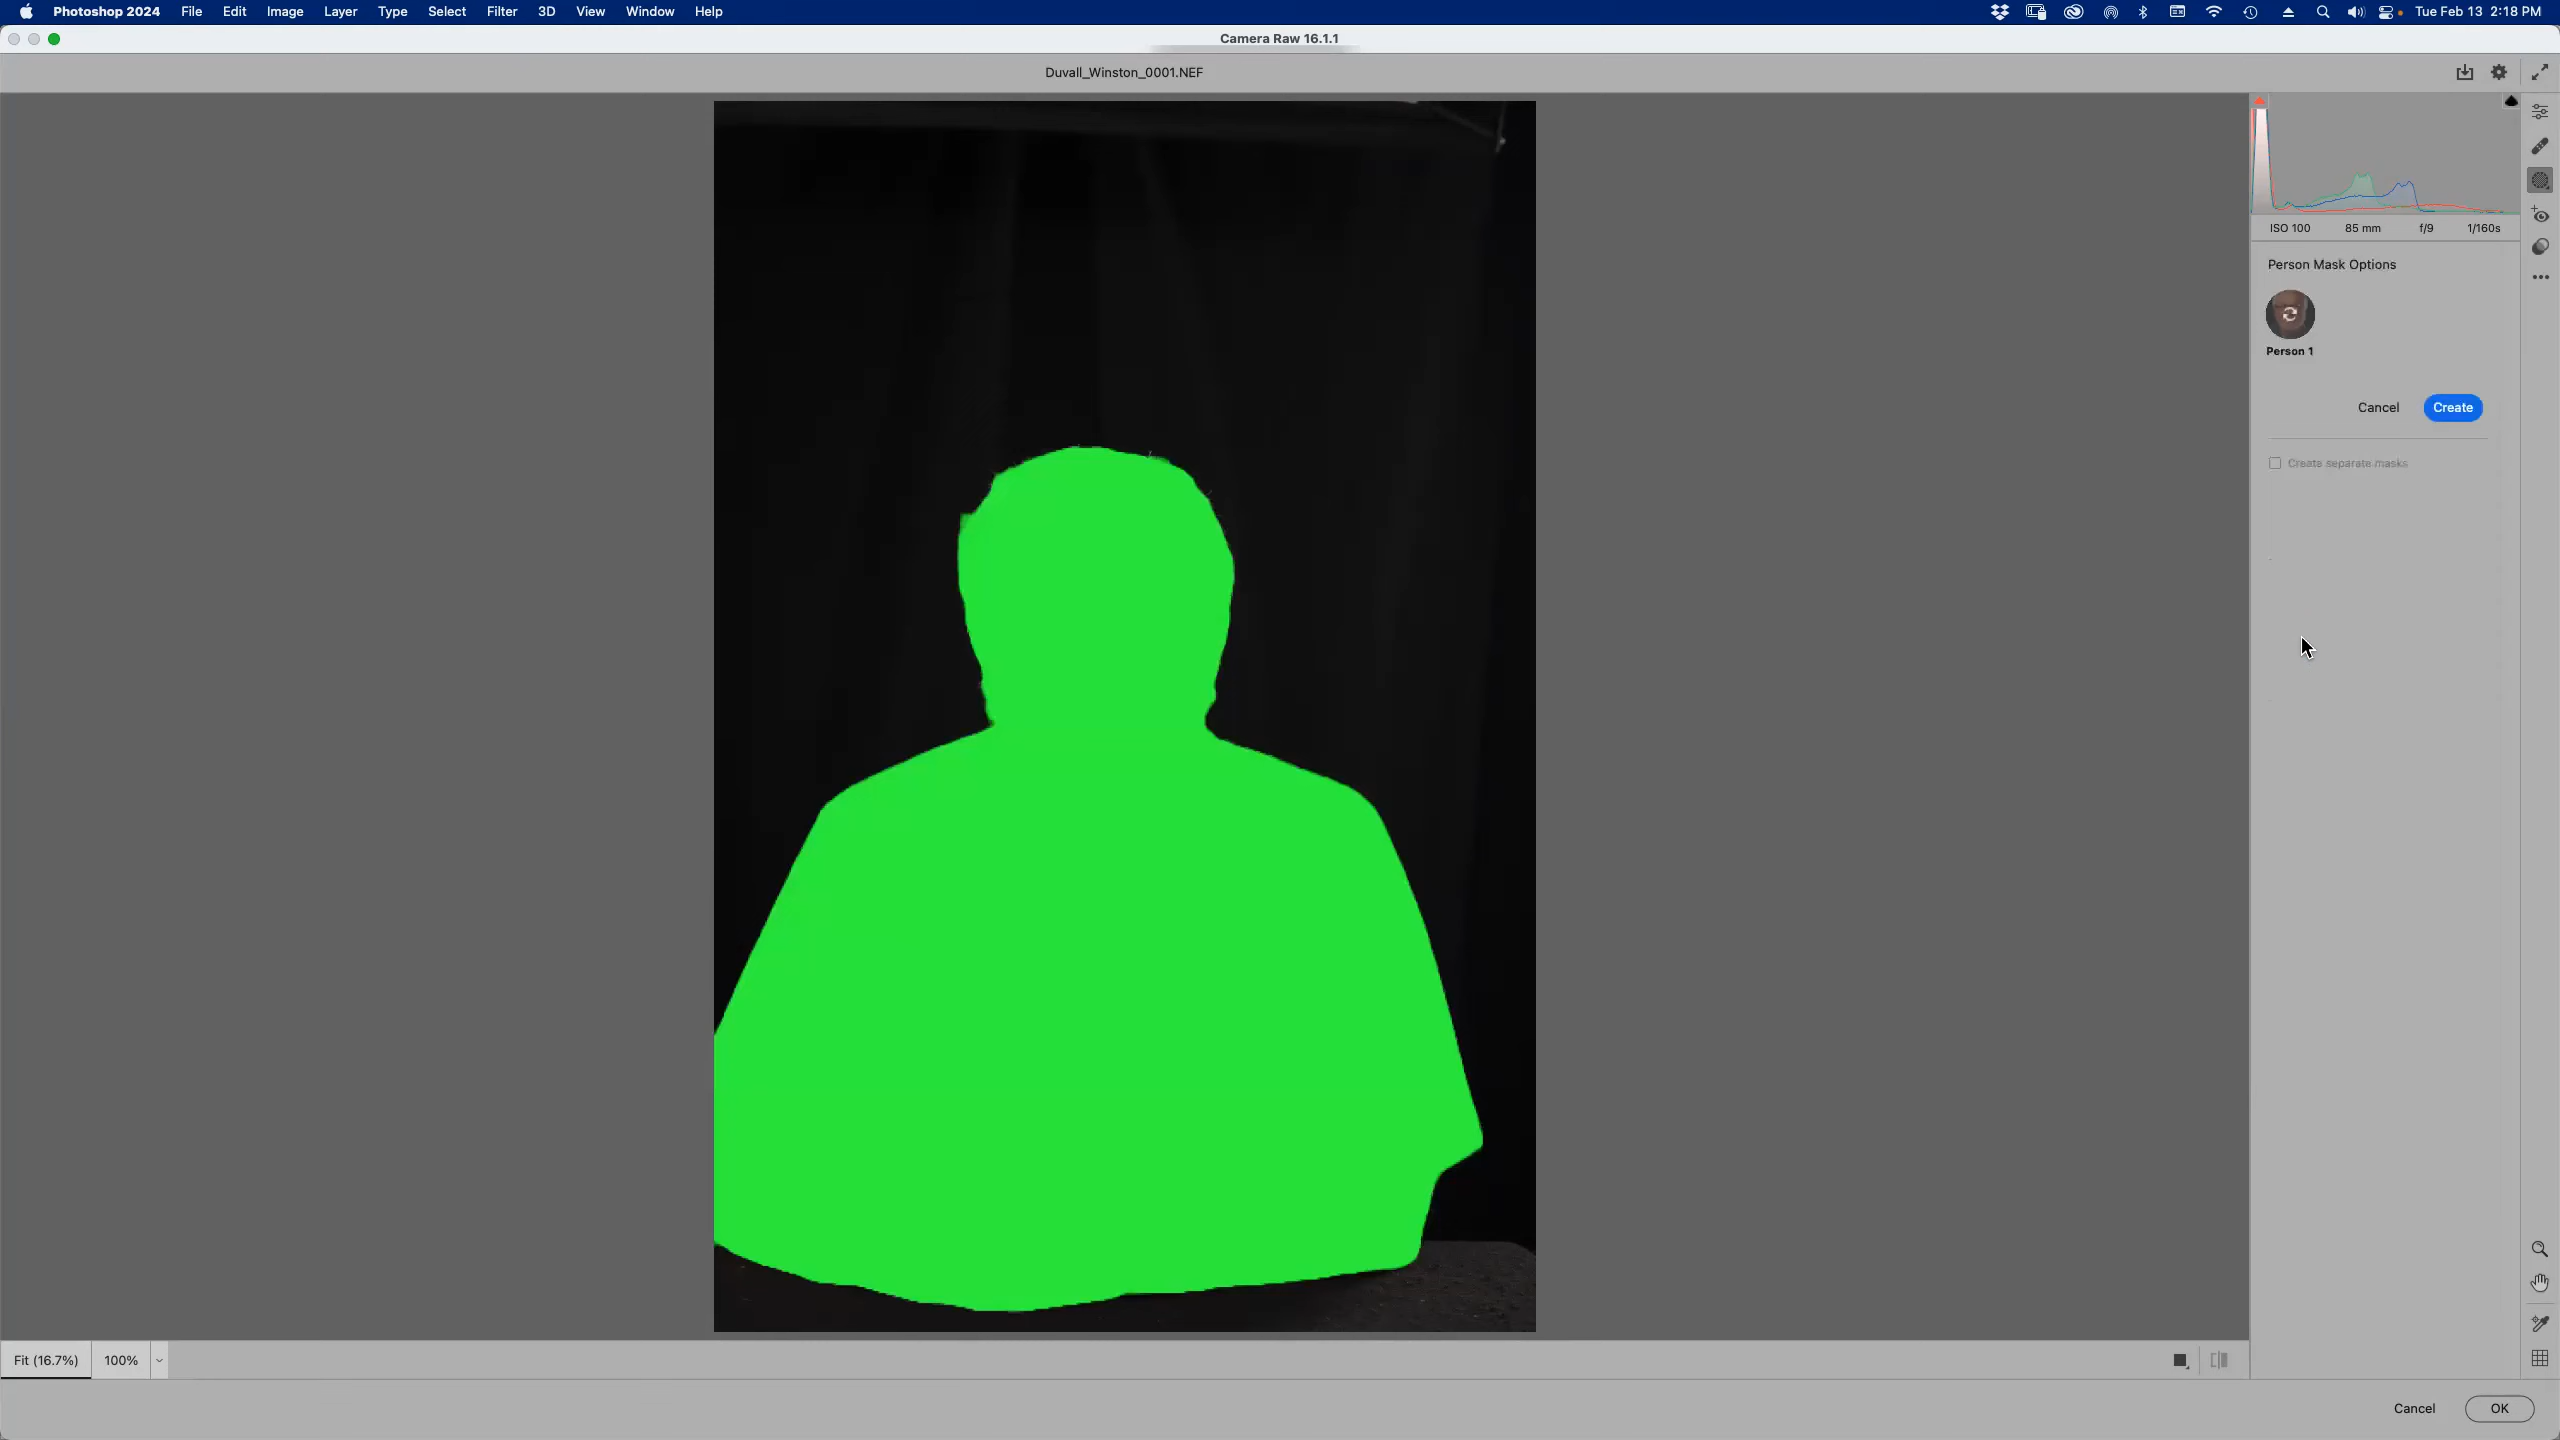 Photoshop 2024 File Edit Image Layer Type Select Filter 3D View Window Help Tue Feb 13 2:18 PM
Camera Raw 16.1.1
Duvall_Winston_0001.NEF
ISO 100 85 mm f/9 1/160s
Person Mask Options
Person 1
Cancel Create
Create separate masks
Fit (16.7%) 100%
Cancel OK